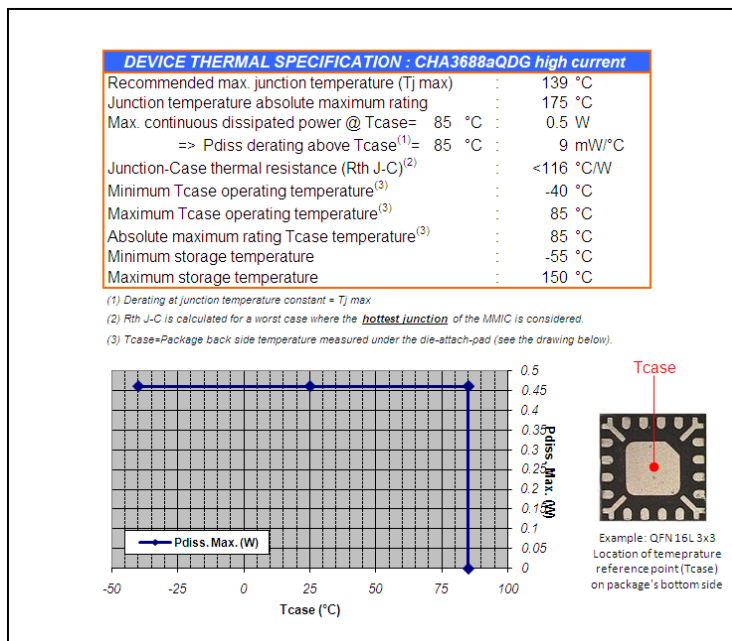 DEVICE THERMAL SPECIFICATION : CHA3688aQDG high current
Recommended max. junction temperature (Tj max) : 139 °C
Junction temperature absolute maximum rating : 175 °C
Max. continuous dissipated power @ Tcase= 85 °C : 0.5 W
=> Pdiss derating above Tcase(1)= 85 °C : 9 mW/°C
Junction-Case thermal resistance (Rth J-C)(2) : <116 °C/W
Minimum Tcase operating temperature(3) : -40 °C
Maximum Tcase operating temperature(3) : 85 °C
Absolute maximum rating Tcase temperature(3) : 85 °C
Minimum storage temperature : -55 °C
Maximum storage temperature : 150 °C
(1) Derating at junction temperature constant = Tj max
(2) Rth J-C is calculated for a worst case where the hottest junction of the MMIC is considered.
(3) Tcase=Package back side temperature measured under the die-attach-pad (see the drawing below).
0.5
0.45
0.4
0.35
0.3
0.25
0.2
0.15
0.1
0.05
0
Pdiss. Max. (W)
Pdiss. Max. (W)
-50 -25 0 25 50 75 100
Tcase (°C)
Tcase
Example: QFN 16L 3x3
Location of temeprature
reference point (Tcase)
on package's bottom side